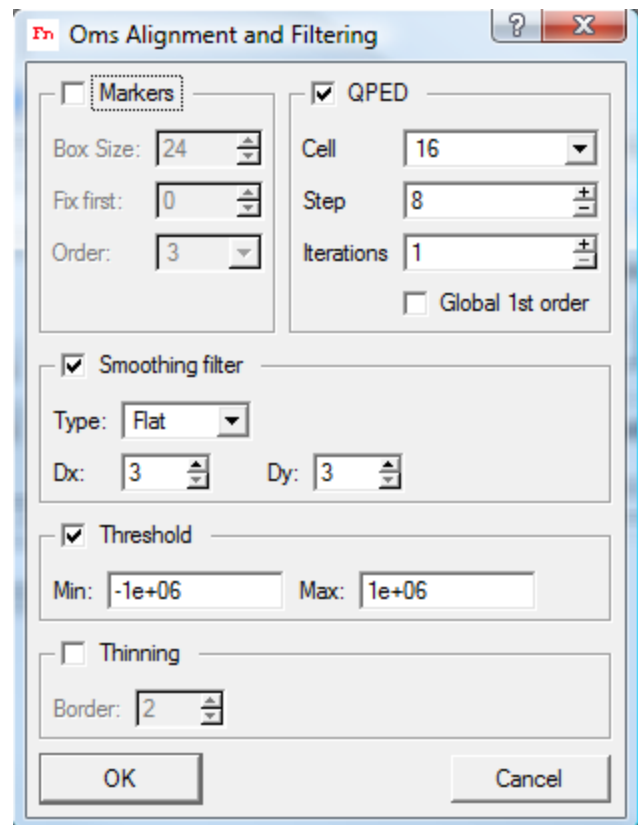 Fn Oms Alignment and Filtering ? X
Markers
Box Size: 24
Fix first: 0
Order: 3
QPED
Cell 16
Step 8
Iterations 1
Global 1st order
Smoothing filter
Type: Flat
Dx: 3 Dy: 3
Threshold
Min: -1e+06 Max: 1e+06
Thinning
Border: 2
OK Cancel